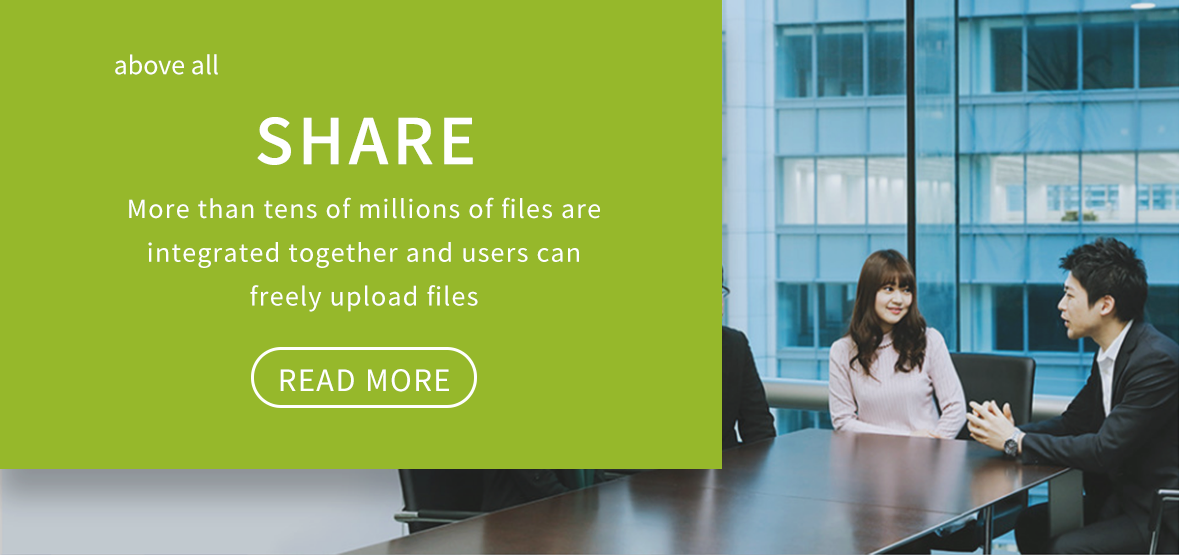 above all
SHARE
More than tens of millions of files are
integrated together and users can
freely upload files
READ MORE